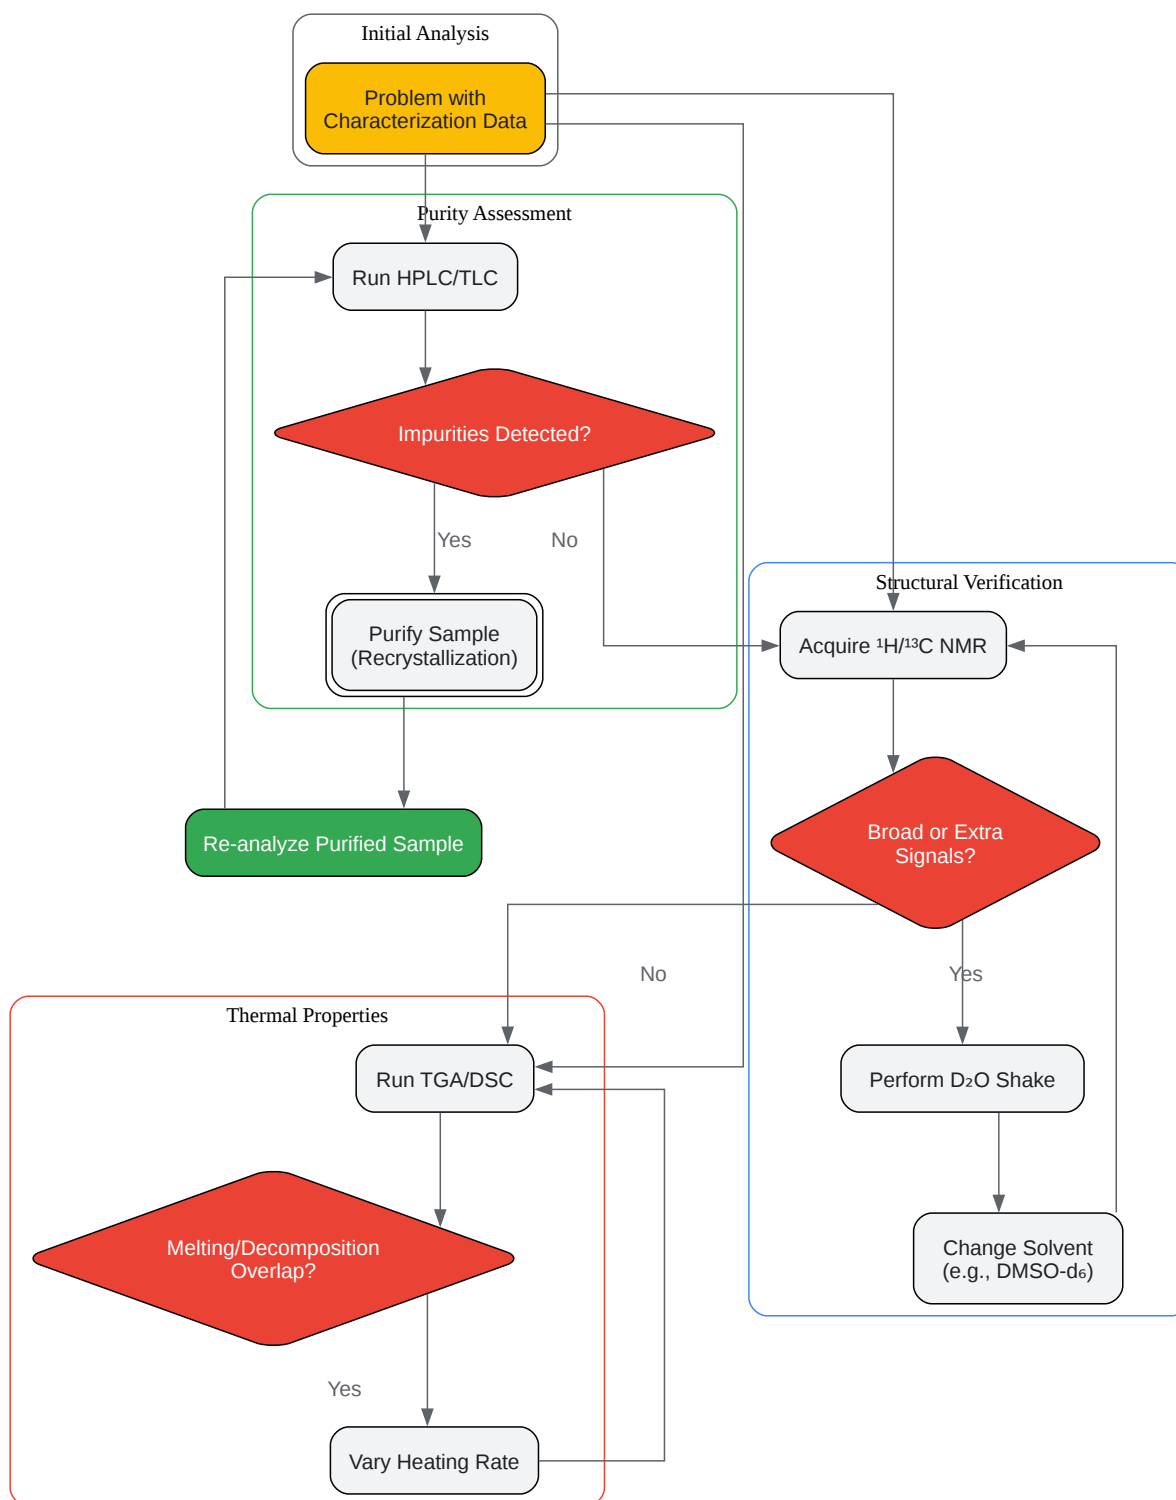 Initial Analysis
Problem with
Characterization Data
Purity Assessment
Run HPLC/TLC
Impurities Detected?
Yes
No
Purify Sample
(Recrystallization)
Re-analyze Purified Sample
Structural Verification
Acquire ¹H/¹³C NMR
Broad or Extra
Signals?
No
Yes
Perform D₂O Shake
Change Solvent
(e.g., DMSO-d₆)
Thermal Properties
Run TGA/DSC
Melting/Decomposition
Overlap?
Yes
Vary Heating Rate